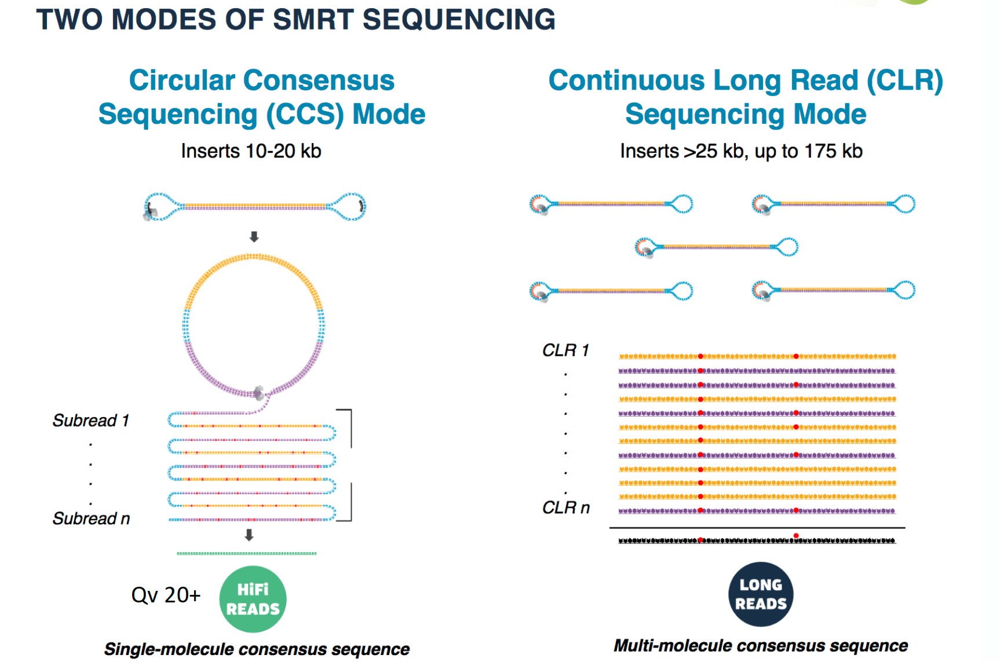 TWO MODES OF SMRT SEQUENCING
Circular Consensus
Sequencing (CCS) Mode
Inserts 10-20 kb
Subread 1
.
.
.
.
Subread n
Qv 20+
HiFi
READS
Single-molecule consensus sequence
Continuous Long Read (CLR)
Sequencing Mode
Inserts >25 kb, up to 175 kb
CLR 1
.
.
.
.
.
.
.
CLR n
LONG
READS
Multi-molecule consensus sequence